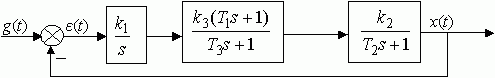 g(t) ε(t) k₁/s k₃(T₁s+1)/(T₃s+1) k₂/(T₂s+1) x(t)
−